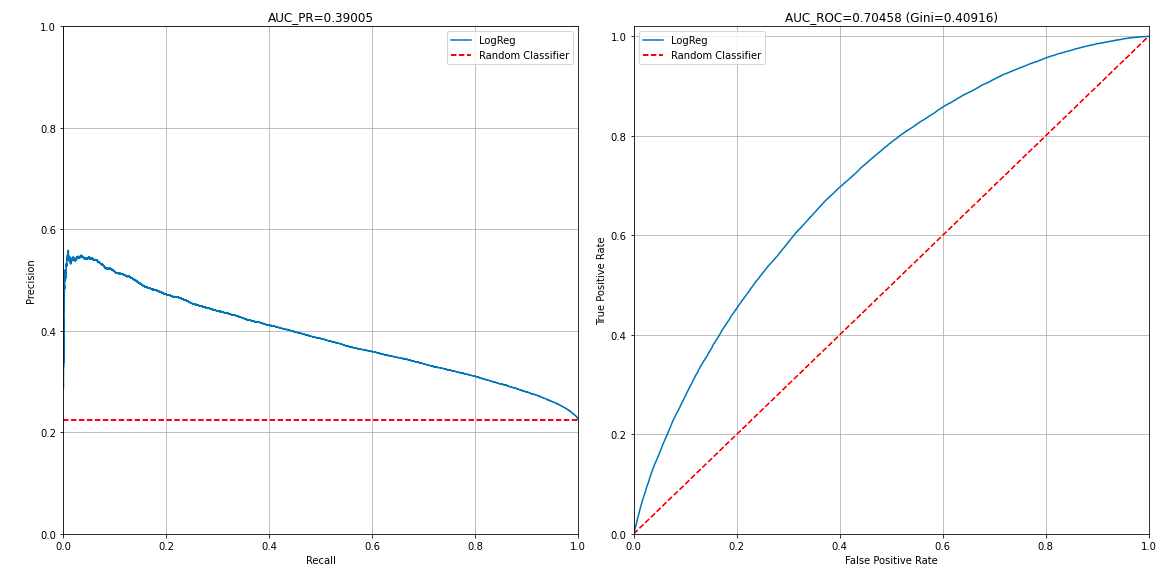 AUC_PR=0.39005
1.0
0.8
0.6
0.4
0.2
0.0
Precision
LogReg
Random Classifier
0.0 0.2 0.4 0.6 0.8 1.0
Recall
AUC_ROC=0.70458 (Gini=0.40916)
1.0
0.8
0.6
0.4
0.2
0.0
True Positive Rate
LogReg
Random Classifier
0.0 0.2 0.4 0.6 0.8 1.0
False Positive Rate